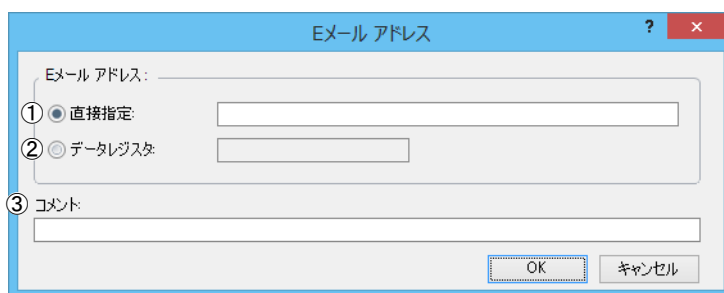 Eメール アドレス ? ×
Eメール アドレス:
① 直接指定:
② データレジスタ:
③ コメント:
OK キャンセル